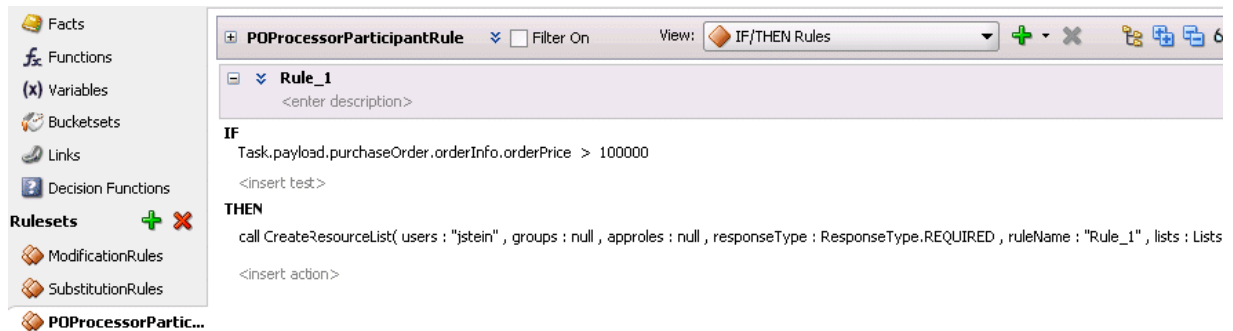 Facts
fx Functions
(x) Variables
Bucketsets
Links
Decision Functions
Rulesets
ModificationRules
SubstitutionRules
POProcessorPartic...
POProcessorParticipantRule Filter On View: IF/THEN Rules
Rule_1
<enter description>
IF
Task.payload.purchaseOrder.orderInfo.orderPrice > 100000
<insert test>
THEN
call CreateResourceList( users : "jstein" , groups : null , approles : null , responseType : ResponseType.REQUIRED , ruleName : "Rule_1" , lists : Lists
<insert action>